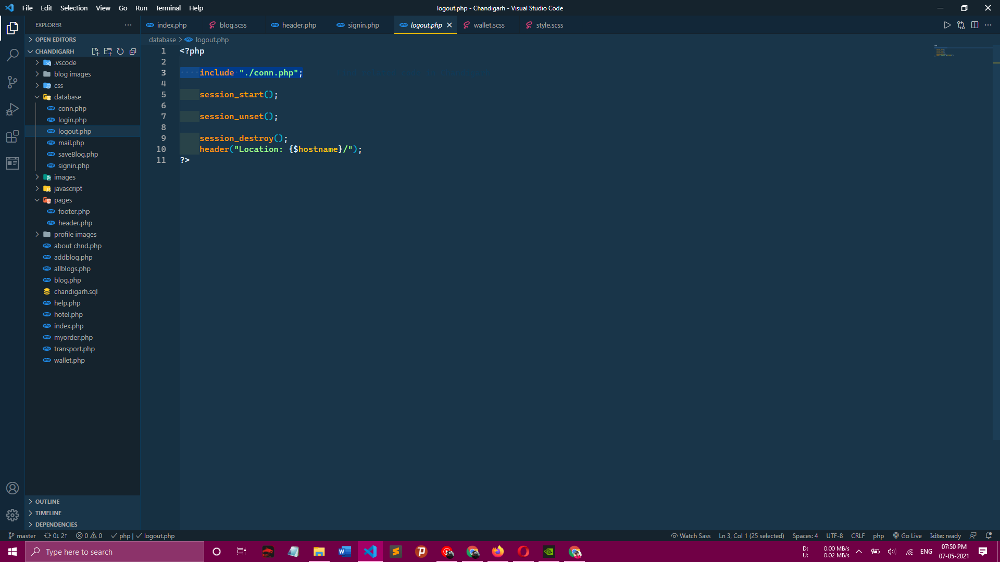 File Edit Selection View Go Run Terminal Help
logout.php - Chandigarh - Visual Studio Code
EXPLORER
index.php blog.scss header.php signin.php logout.php wallet.scss style.scss
OPEN EDITORS
database > logout.php
CHANDIGARH
.vscode
blog images
css
database
conn.php
login.php
logout.php
mail.php
saveBlog.php
signin.php
images
javascript
pages
footer.php
header.php
profile images
about chnd.php
addblog.php
allblogs.php
blog.php
chandigarh.sql
help.php
hotel.php
index.php
myorder.php
transport.php
wallet.php
OUTLINE
TIMELINE
DEPENDENCIES
1 <?php
2
3 include "./conn.php";
4
5 session_start();
6
7 session_unset();
8
9 session_destroy();
10 header("Location: {$hostname}/");
11 ?>
master 0↓ 2↑ 0 0 php | logout.php
Watch Sass Ln 3, Col 1 (25 selected) Spaces: 4 UTF-8 CRLF php Go Live kite: ready
Type here to search
D: 0.00 MB/s
U: 0.02 MB/s
ENG
07:50 PM
07-05-2021